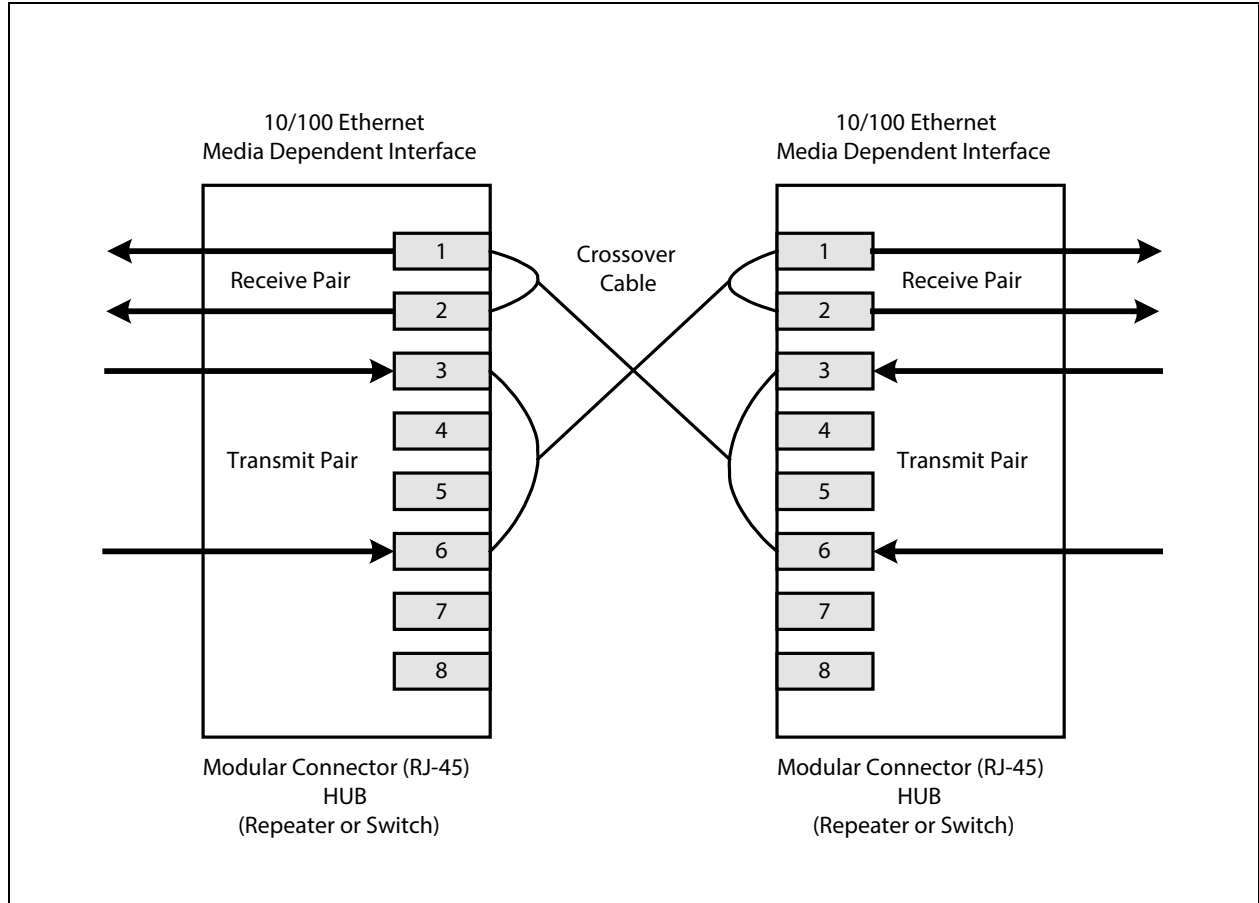 10/100 Ethernet
Media Dependent Interface
1
Receive Pair
2
3
4
Transmit Pair
5
6
7
8
Modular Connector (RJ-45)
HUB
(Repeater or Switch)
Crossover
Cable
10/100 Ethernet
Media Dependent Interface
1
Receive Pair
2
3
4
Transmit Pair
5
6
7
8
Modular Connector (RJ-45)
HUB
(Repeater or Switch)